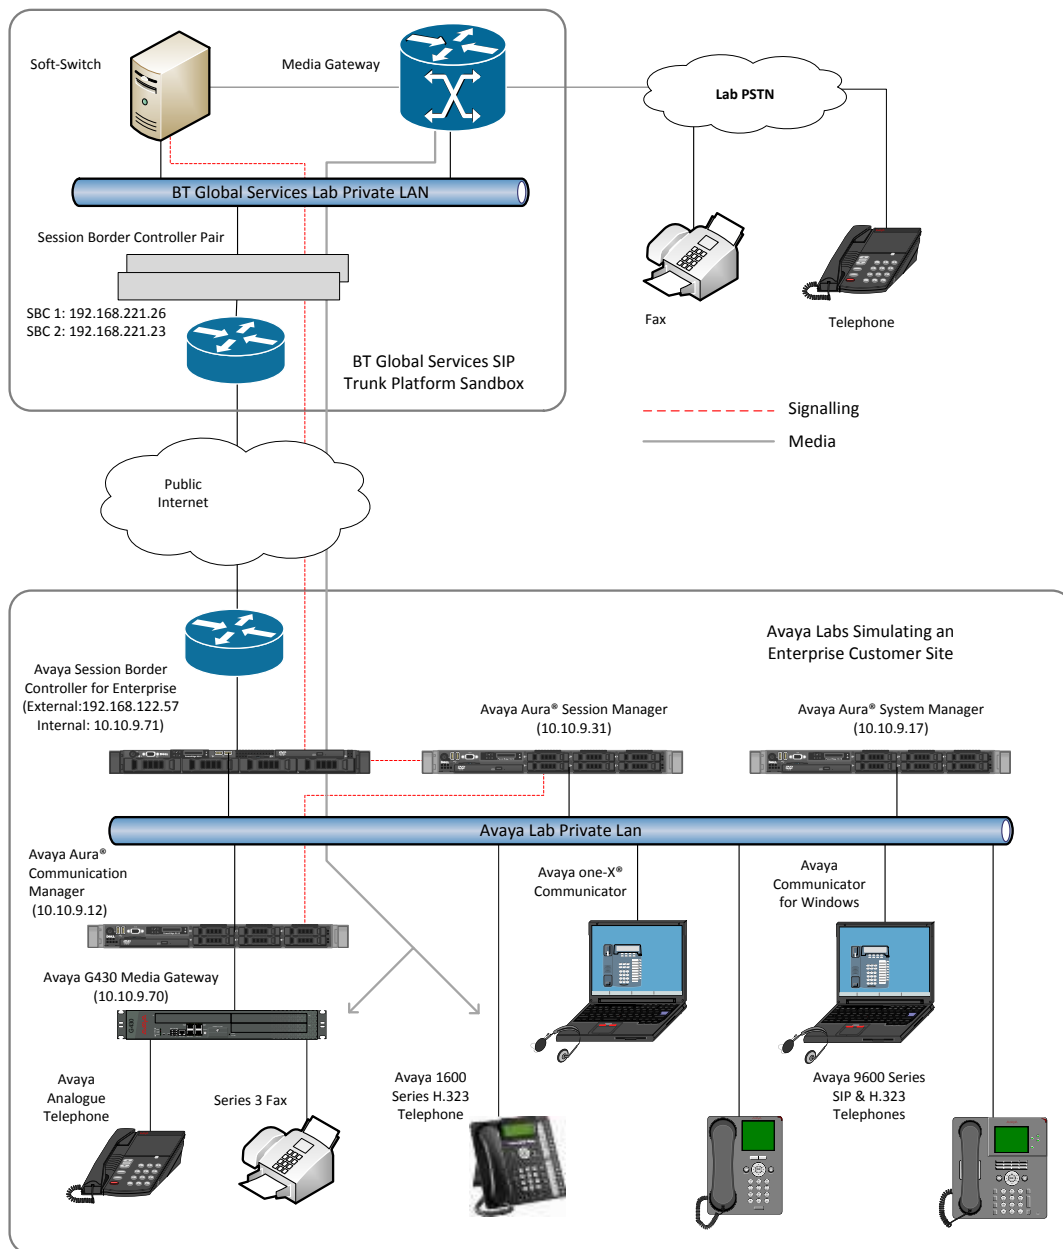 Soft-Switch
Media Gateway
Lab PSTN
BT Global Services Lab Private LAN
Session Border Controller Pair
SBC 1: 192.168.221.26
SBC 2: 192.168.221.23
Fax
Telephone
BT Global Services SIP
Trunk Platform Sandbox
Signalling
Media
Public
Internet
Avaya Labs Simulating an
Enterprise Customer Site
Avaya Session Border
Controller for Enterprise
(External:192.168.122.57
Internal: 10.10.9.71)
Avaya Aura® Session Manager
(10.10.9.31)
Avaya Aura® System Manager
(10.10.9.17)
Avaya Lab Private Lan
Avaya Aura®
Communication
Manager
(10.10.9.12)
Avaya one-X®
Communicator
Avaya
Communicator
for Windows
Avaya G430 Media Gateway
(10.10.9.70)
G430
Avaya
Analogue
Telephone
Series 3 Fax
Avaya 1600
Series H.323
Telephone
Avaya 9600 Series
SIP & H.323
Telephones